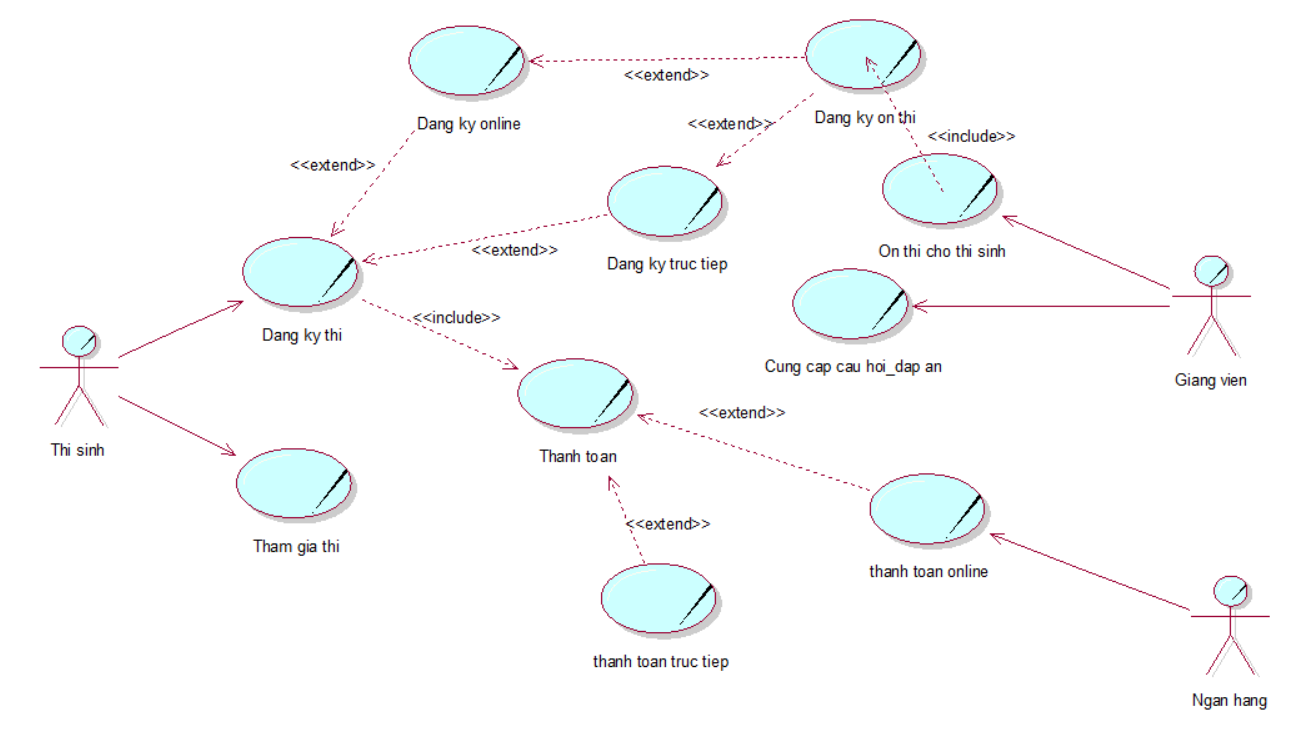 <<extend>>
Dang ky online
Dang ky on thi
<<extend>>
<<include>>
<<extend>>
On thi cho thi sinh
<<extend>>
Dang ky truc tiep
Dang ky thi
<<include>>
Cung cap cau hoi_dap an
Giang vien
<<extend>>
Thi sinh
Thanh toan
<<extend>>
Tham gia thi
thanh toan online
thanh toan truc tiep
Ngan hang